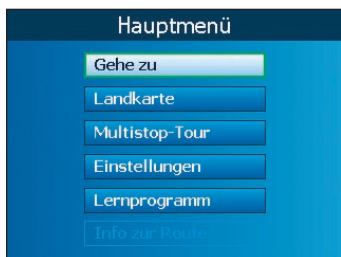 Hauptmenü
Gehe zu
Landkarte
Multistop-Tour
Einstellungen
Lernprogramm
Info zur Route